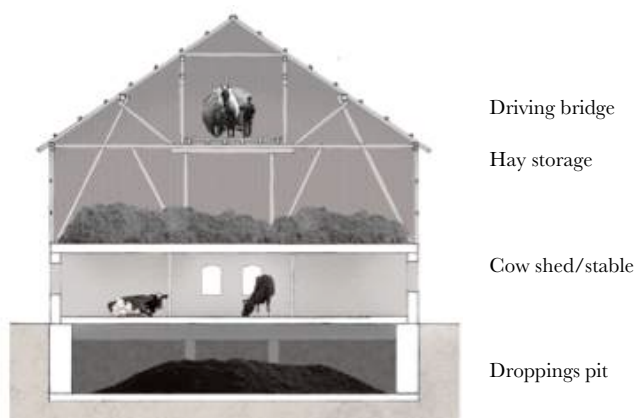 Driving bridge
Hay storage
Cow shed/stable
Droppings pit